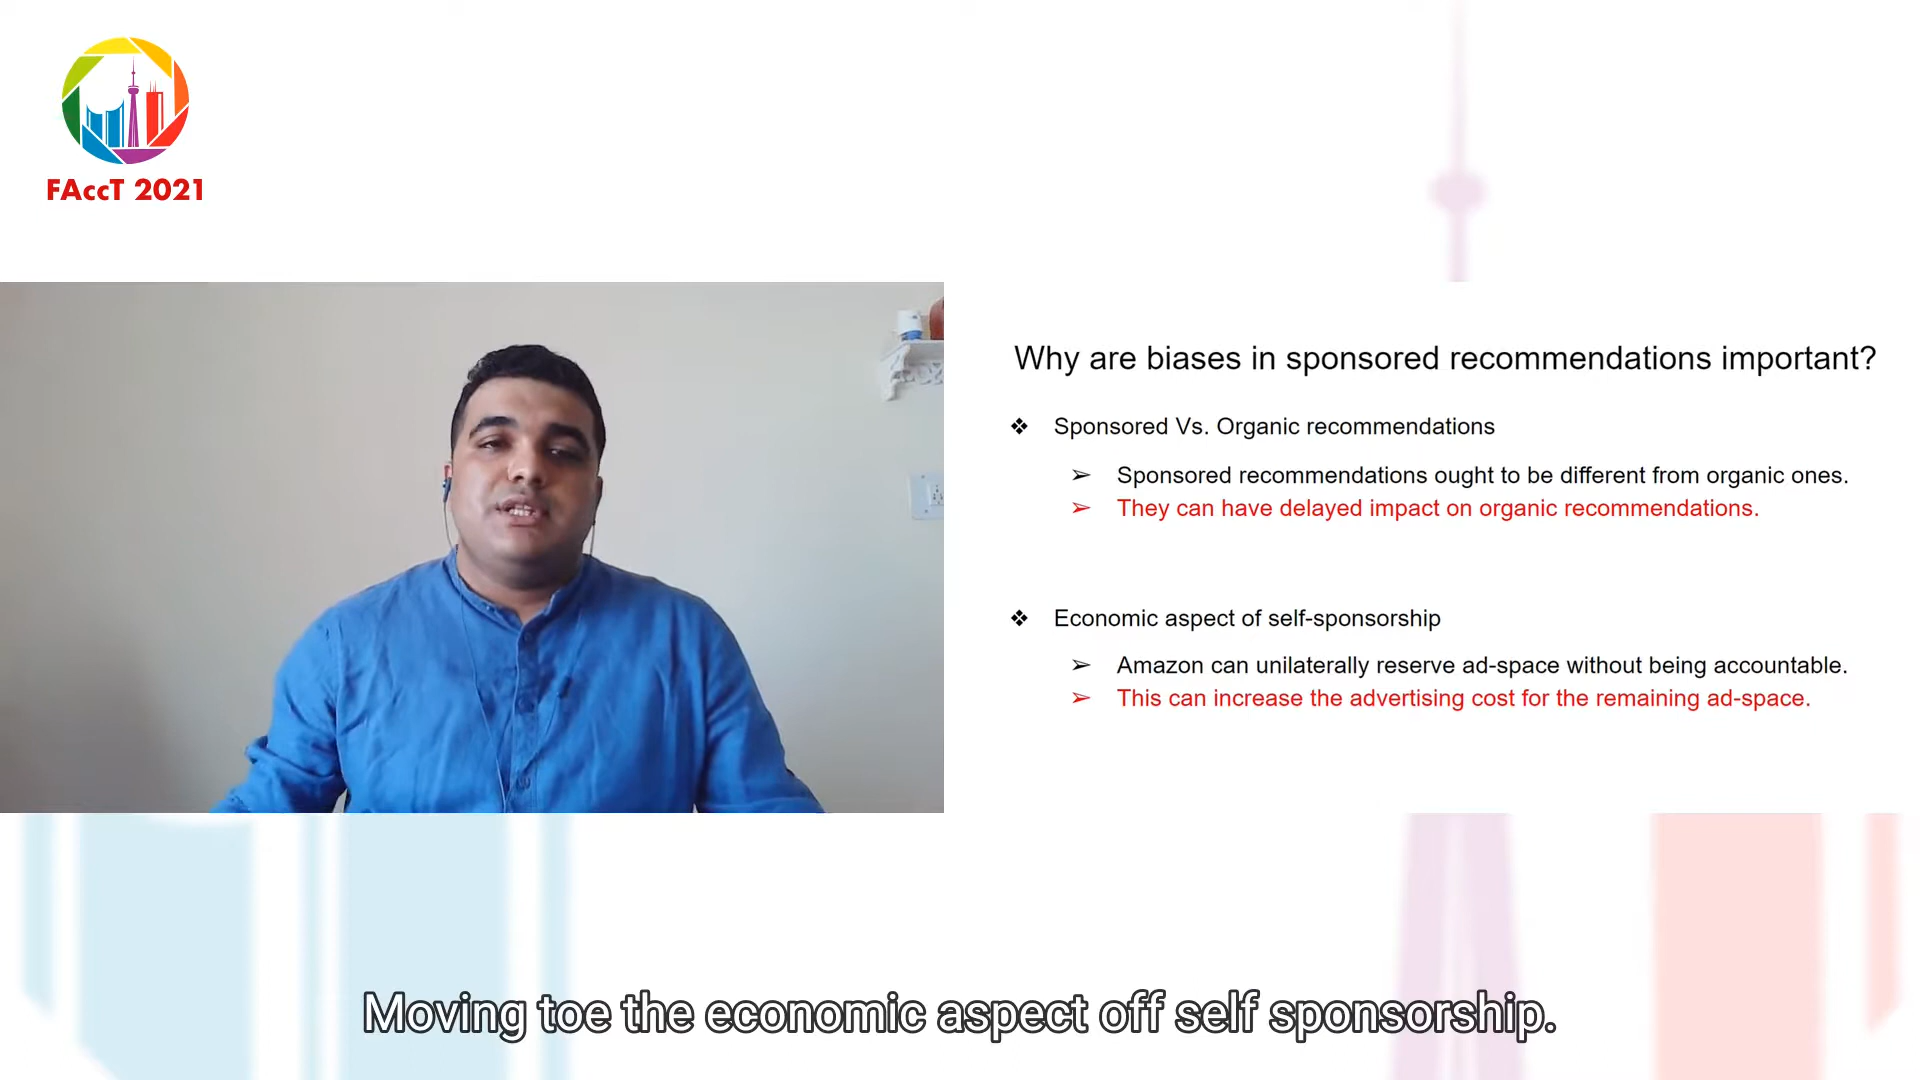 FAccT 2021
Why are biases in sponsored recommendations important?
❖ Sponsored Vs. Organic recommendations
➢ Sponsored recommendations ought to be different from organic ones.
➢ They can have delayed impact on organic recommendations.
❖ Economic aspect of self-sponsorship
➢ Amazon can unilaterally reserve ad-space without being accountable.
➢ This can increase the advertising cost for the remaining ad-space.
Moving toe the economic aspect off self sponsorship.